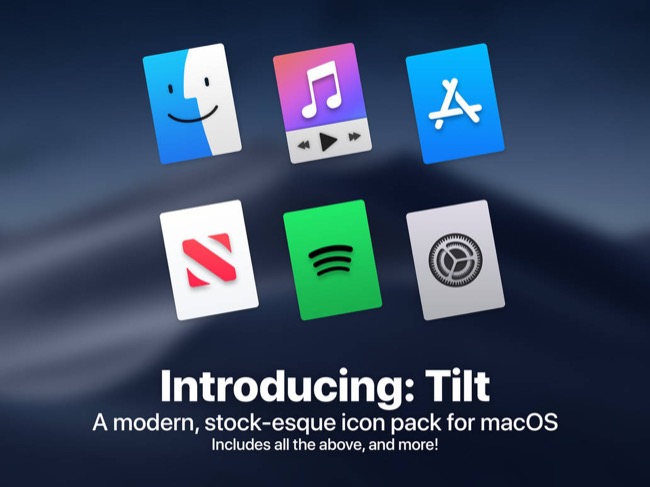 Introducing: Tilt
A modern, stock-esque icon pack for macOS
Includes all the above, and more!